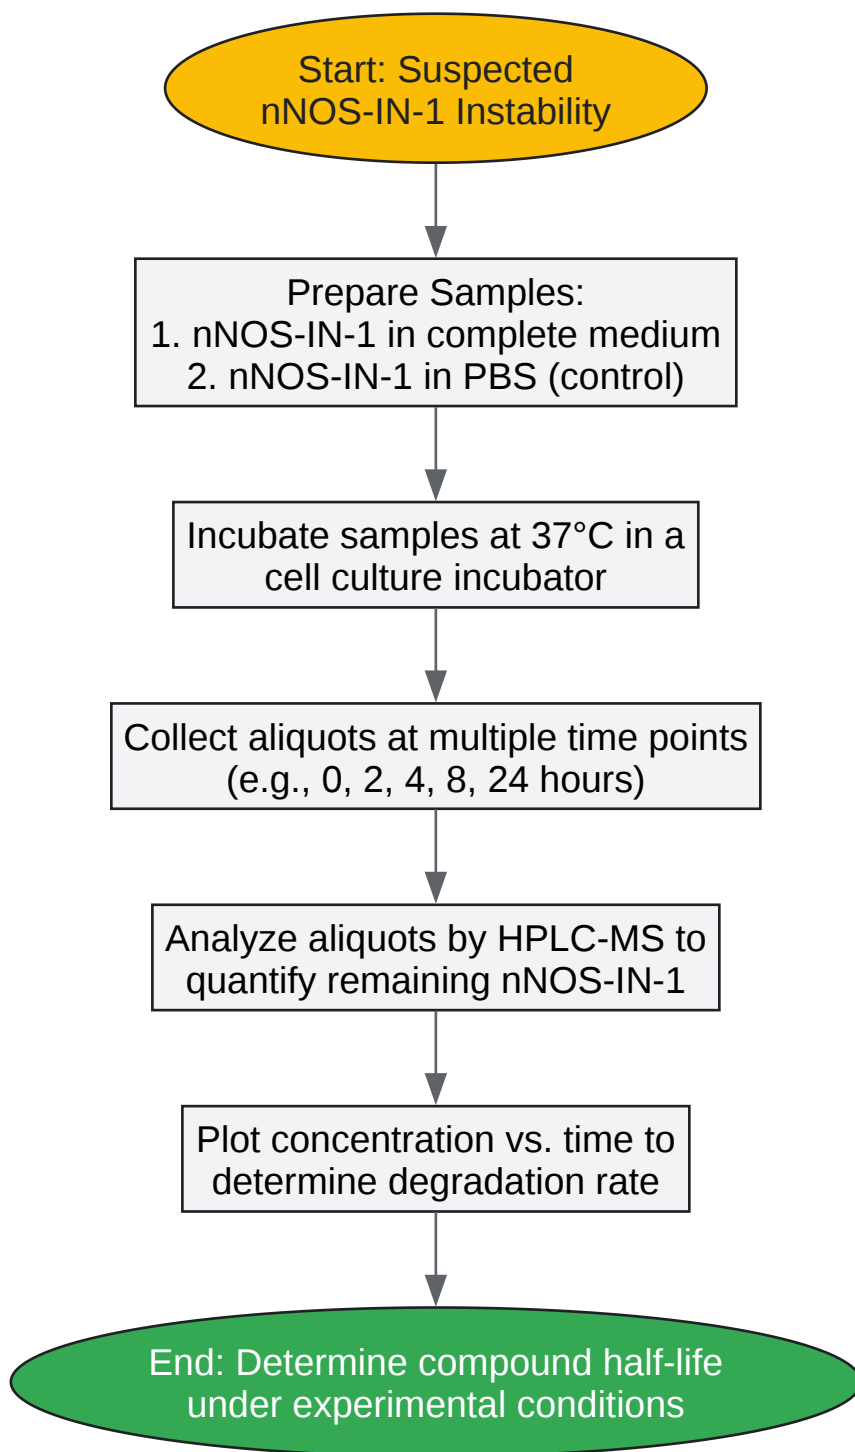 Start: Suspected
nNOS-IN-1 Instability
Prepare Samples:
1. nNOS-IN-1 in complete medium
2. nNOS-IN-1 in PBS (control)
Incubate samples at 37°C in a
cell culture incubator
Collect aliquots at multiple time points
(e.g., 0, 2, 4, 8, 24 hours)
Analyze aliquots by HPLC-MS to
quantify remaining nNOS-IN-1
Plot concentration vs. time to
determine degradation rate
End: Determine compound half-life
under experimental conditions